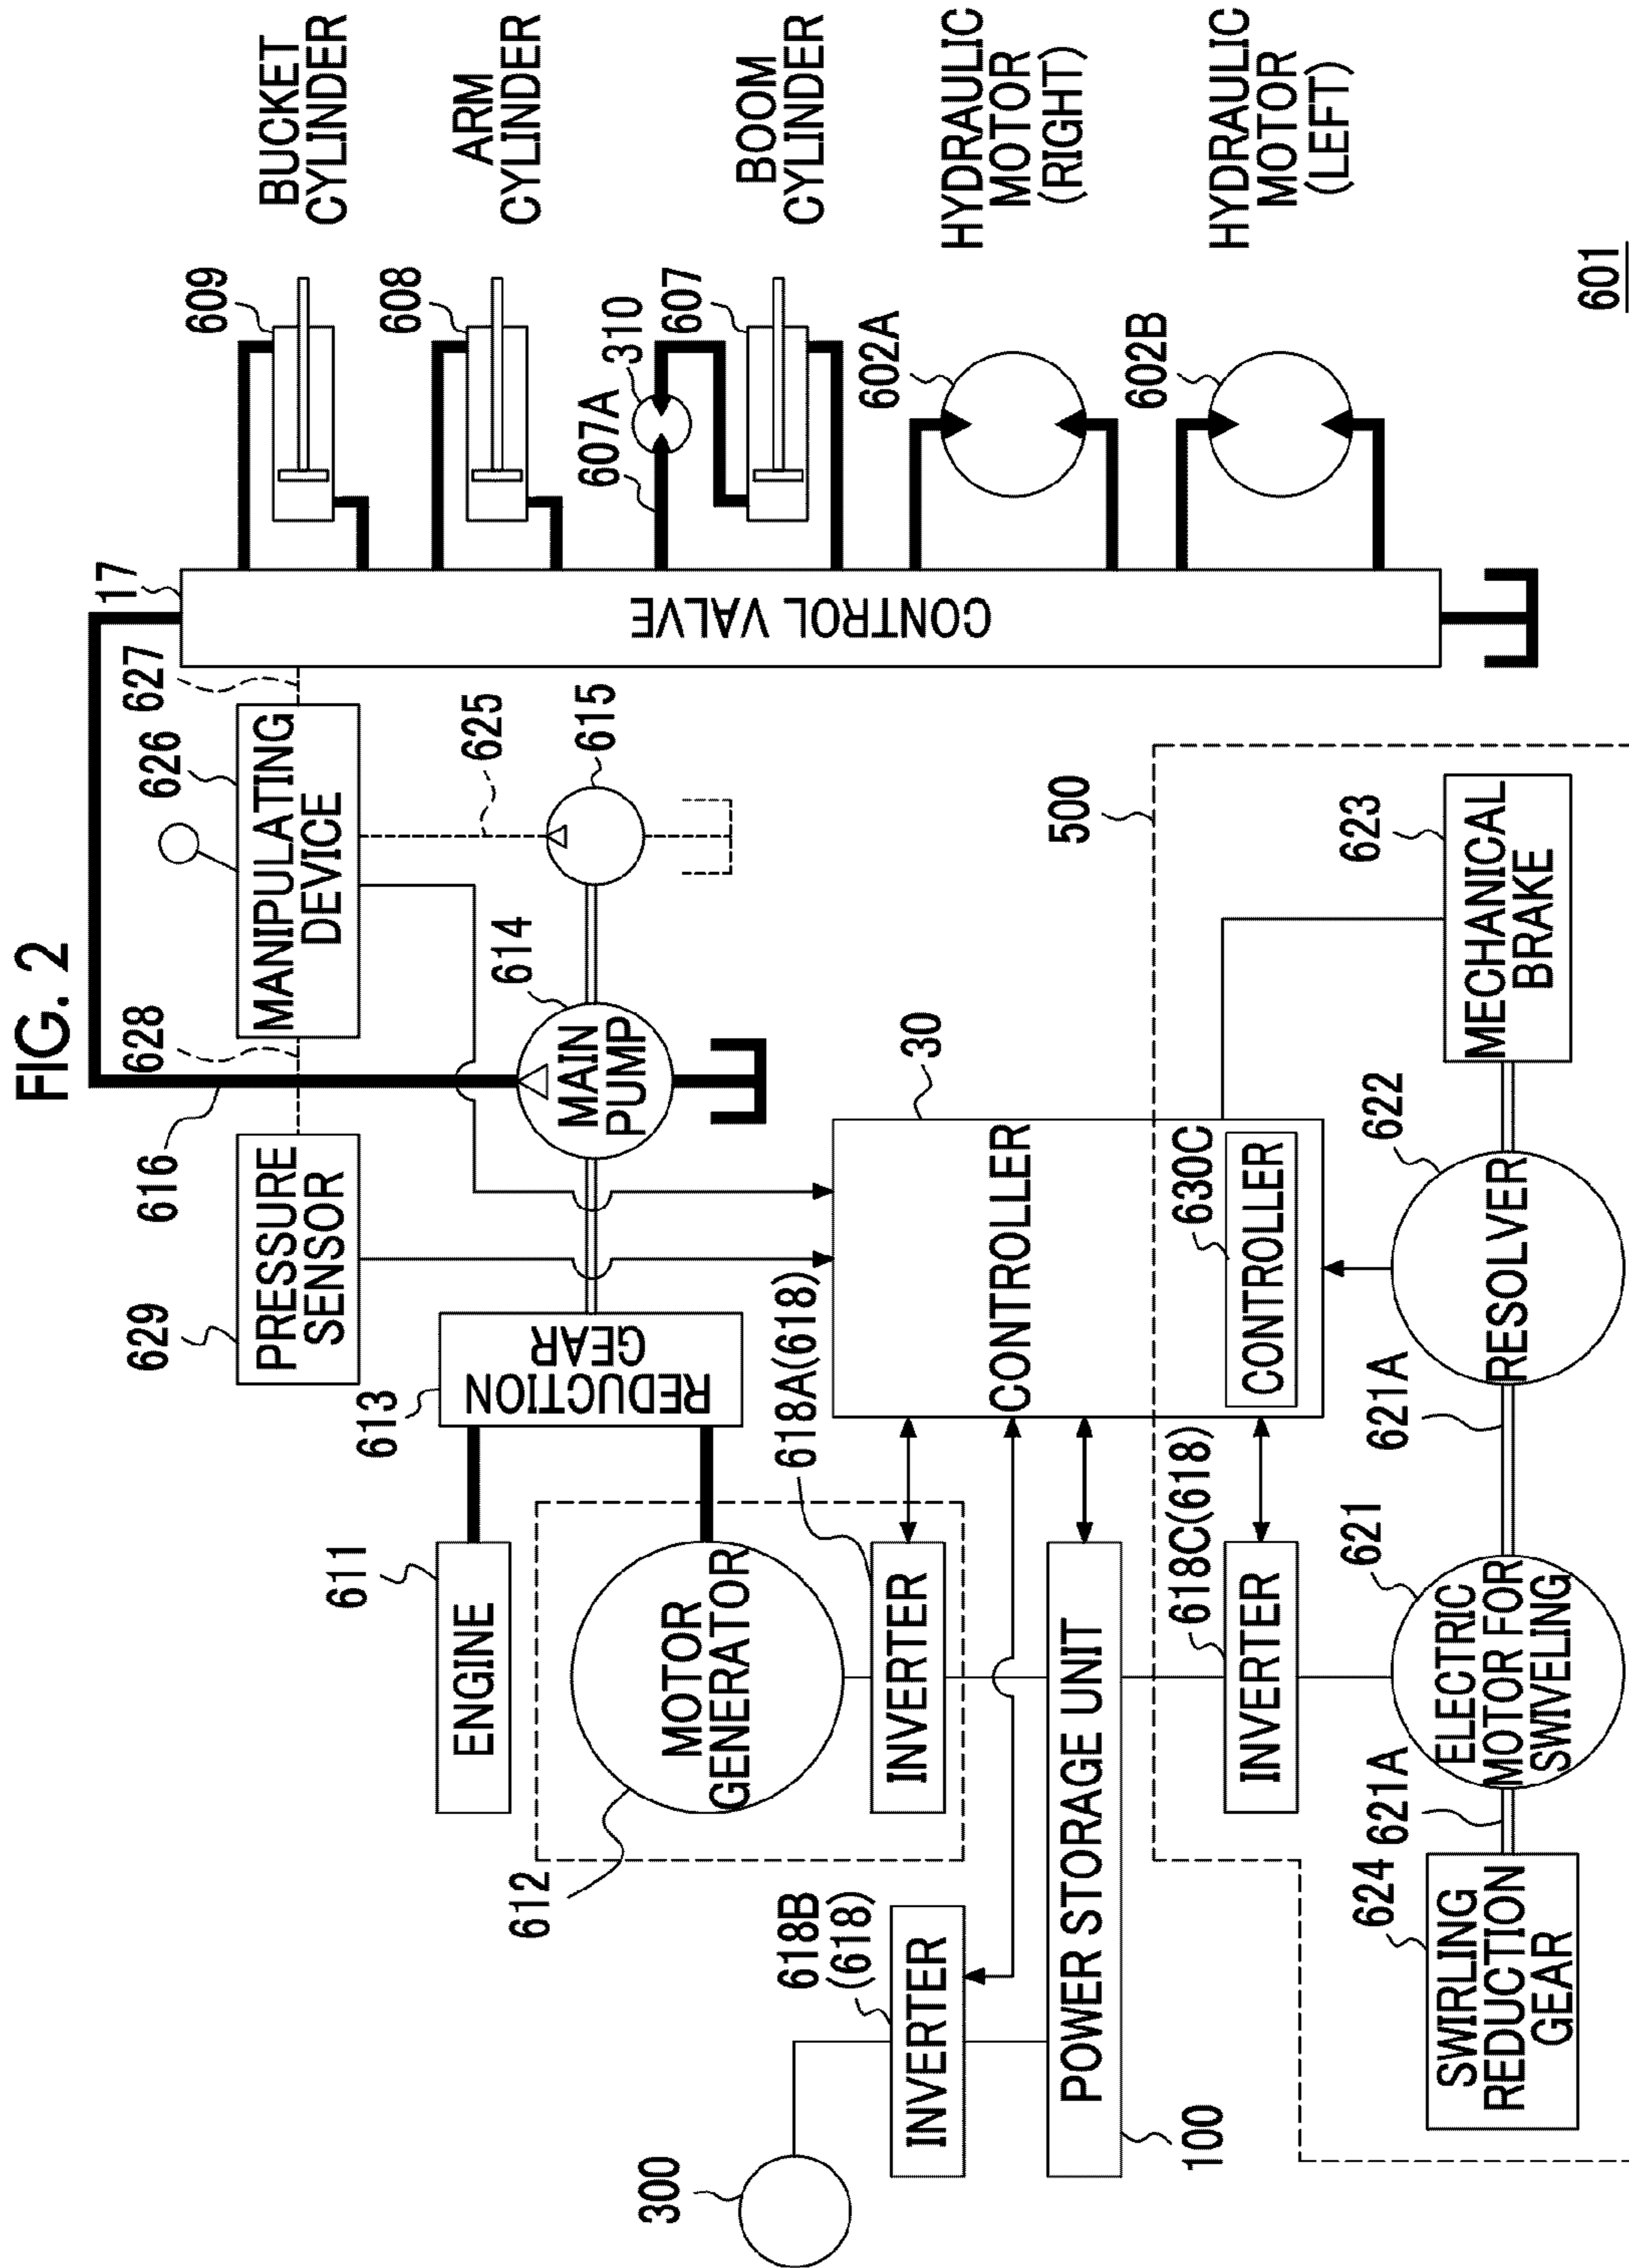 FIG. 2
BUCKET
CYLINDER
ARM
CYLINDER
BOOM
CYLINDER
HYDRAULIC
MOTOR
(RIGHT)
HYDRAULIC
MOTOR
(LEFT)
609
608
310
607
607A
602A
602B
601
17
CONTROL VALVE
627
626
MANIPULATING
DEVICE
625
615
628
614
MAIN
PUMP
616
629
PRESSURE
SENSOR
613
REDUCTION
GEAR
611
ENGINE
612
MOTOR
GENERATOR
618A(618)
INVERTER
30
CONTROLLER
630C
CONTROLLER
500
623
MECHANICAL
BRAKE
622
RESOLVER
621A
618C(618)
INVERTER
621
ELECTRIC
MOTOR FOR
SWIVELING
621A
624
SWIRLING
REDUCTION
GEAR
618B
(618)
INVERTER
POWER STORAGE UNIT
100
300